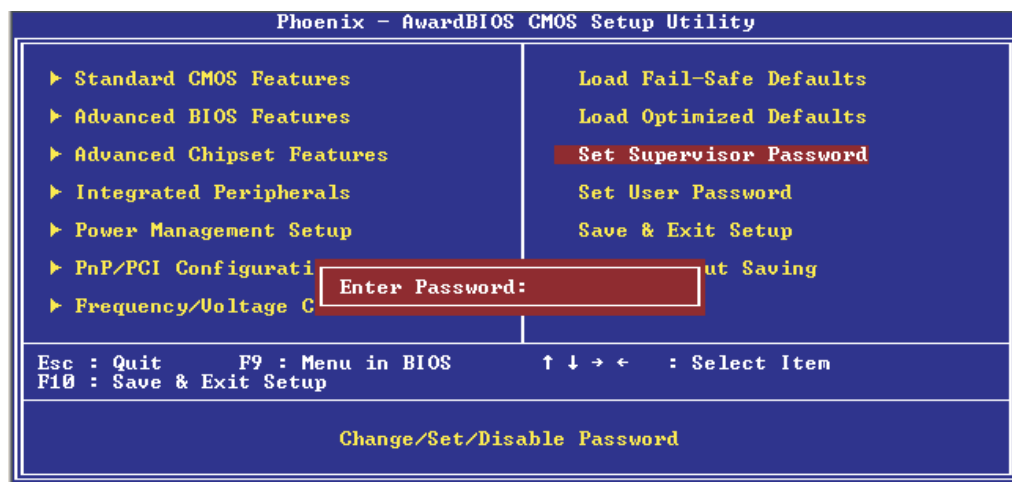 Phoenix - AwardBIOS CMOS Setup Utility
Standard CMOS Features
Advanced BIOS Features
Advanced Chipset Features
Integrated Peripherals
Power Management Setup
PnP/PCI Configurati
Frequency/Voltage C
Load Fail-Safe Defaults
Load Optimized Defaults
Set Supervisor Password
Set User Password
Save & Exit Setup
ut Saving
Enter Password:
Esc : Quit F9 : Menu in BIOS ↑ ↓ → ← : Select Item
F10 : Save & Exit Setup
Change/Set/Disable Password